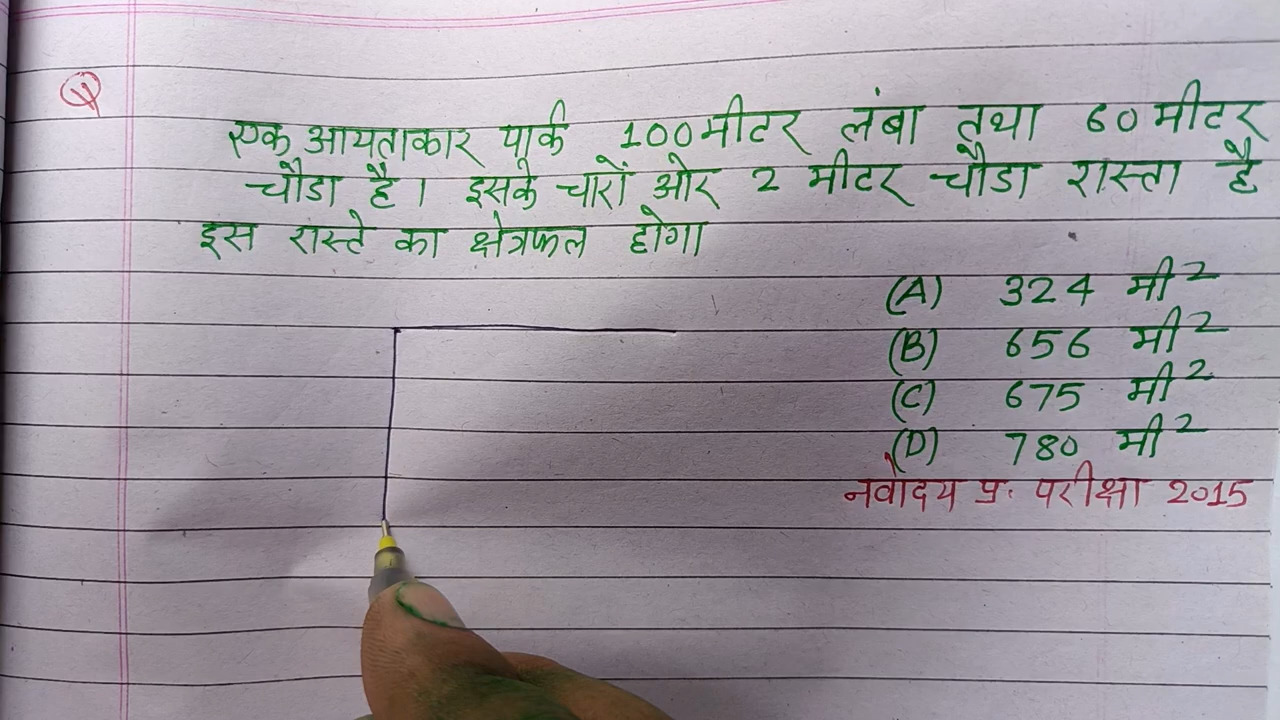 Q
एक आयताकार पार्क 100 मीटर लंबा तथा 60 मीटर
चौडा है। इसके चारों ओर 2 मीटर चौडा रास्ता है
इस रास्ते का क्षेत्रफल होगा
(A) 324 मी²
(B) 656 मी²
(C) 675 मी²
(D) 780 मी²
नवोदय प्र. परीक्षा 2015